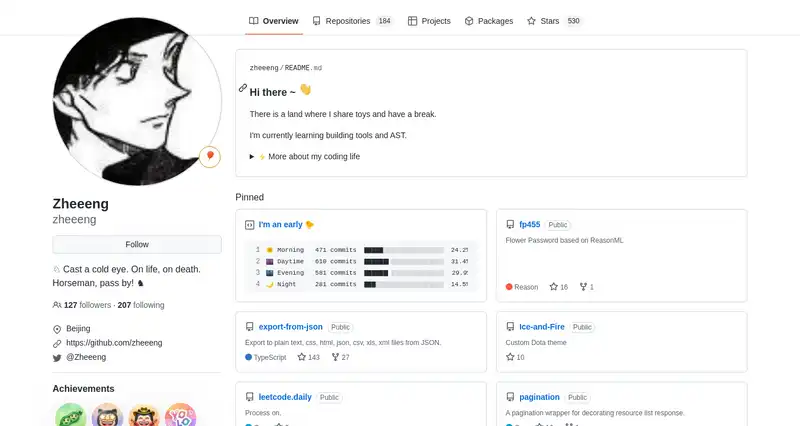 Overview Repositories 184 Projects Packages Stars 530
Zheeeng
zheeeng
Follow
♘ Cast a cold eye. On life, on death. Horseman, pass by! ♞
127 followers · 207 following
Beijing
https://github.com/zheeeng
@Zheeeng
Achievements
YOLO
zheeeng/README.md
Hi there ~ 👋
There is a land where I share toys and have a break.
I'm currently learning building tools and AST.
⚡ More about my coding life
Pinned
I'm an early 🐤
1 🌞 Morning 471 commits 24.2%
2 🌆 Daytime 610 commits 31.4%
3 🌃 Evening 581 commits 29.9%
4 🌙 Night 281 commits 14.5%
fp455 Public
Flower Password based on ReasonML
Reason 16 1
export-from-json Public
Export to plain text, css, html, json, csv, xls, xml files from JSON.
TypeScript 143 27
Ice-and-Fire Public
Custom Dota theme
10
leetcode.daily Public
Process on.
pagination Public
A pagination wrapper for decorating resource list response.